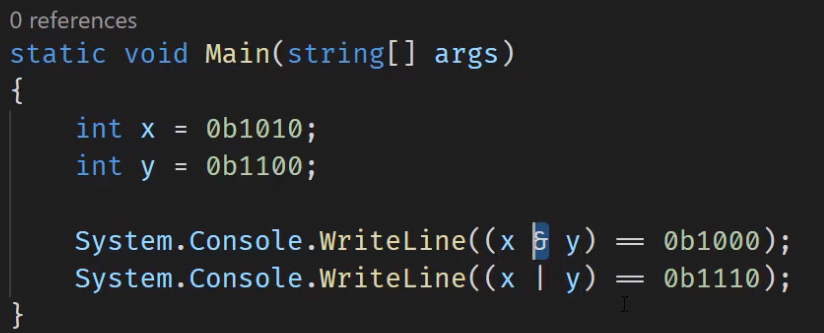 0 references
static void Main(string[] args)
{
    int x = 0b1010;
    int y = 0b1100;
    System.Console.WriteLine((x & y) == 0b1000);
    System.Console.WriteLine((x | y) == 0b1110);
}